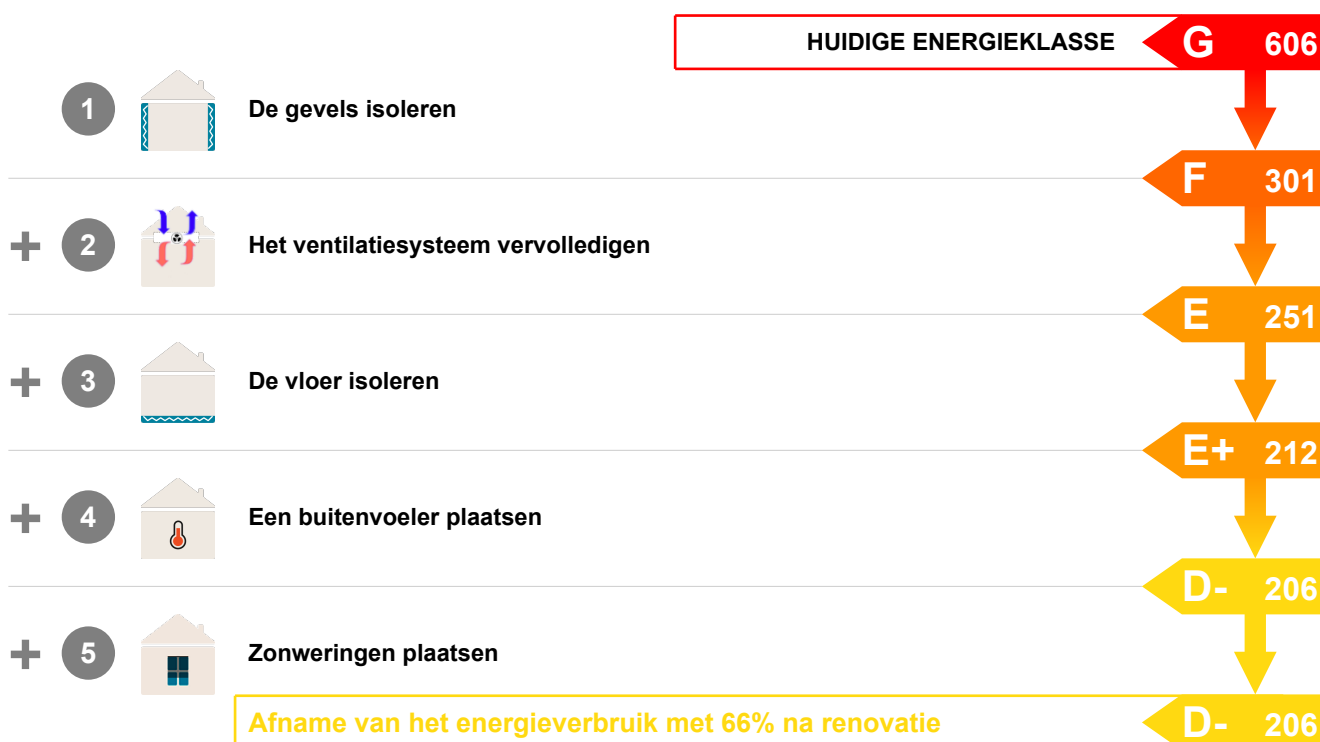 HUIDIGE ENERGIEKLASSE G 606
1 De gevels isoleren
F 301
+ 2 Het ventilatiesysteem vervolledigen
E 251
+ 3 De vloer isoleren
E+ 212
+ 4 Een buitenvoeler plaatsen
D- 206
+ 5 Zonweringen plaatsen
Afname van het energieverbruik met 66% na renovatie D- 206